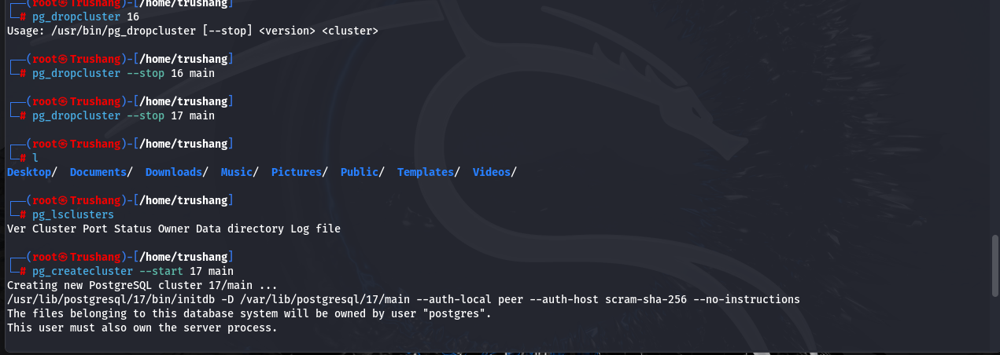 ┌──(root㉿Trushang)-[/home/trushang]
└─# pg_dropcluster 16
Usage: /usr/bin/pg_dropcluster [--stop] <version> <cluster>
┌──(root㉿Trushang)-[/home/trushang]
└─# pg_dropcluster --stop 16 main
┌──(root㉿Trushang)-[/home/trushang]
└─# pg_dropcluster --stop 17 main
┌──(root㉿Trushang)-[/home/trushang]
└─# l
Desktop/  Documents/  Downloads/  Music/  Pictures/  Public/  Templates/  Videos/
┌──(root㉿Trushang)-[/home/trushang]
└─# pg_lsclusters
Ver Cluster Port Status Owner Data directory Log file
┌──(root㉿Trushang)-[/home/trushang]
└─# pg_createcluster --start 17 main
Creating new PostgreSQL cluster 17/main ...
/usr/lib/postgresql/17/bin/initdb -D /var/lib/postgresql/17/main --auth-local peer --auth-host scram-sha-256 --no-instructions
The files belonging to this database system will be owned by user "postgres".
This user must also own the server process.